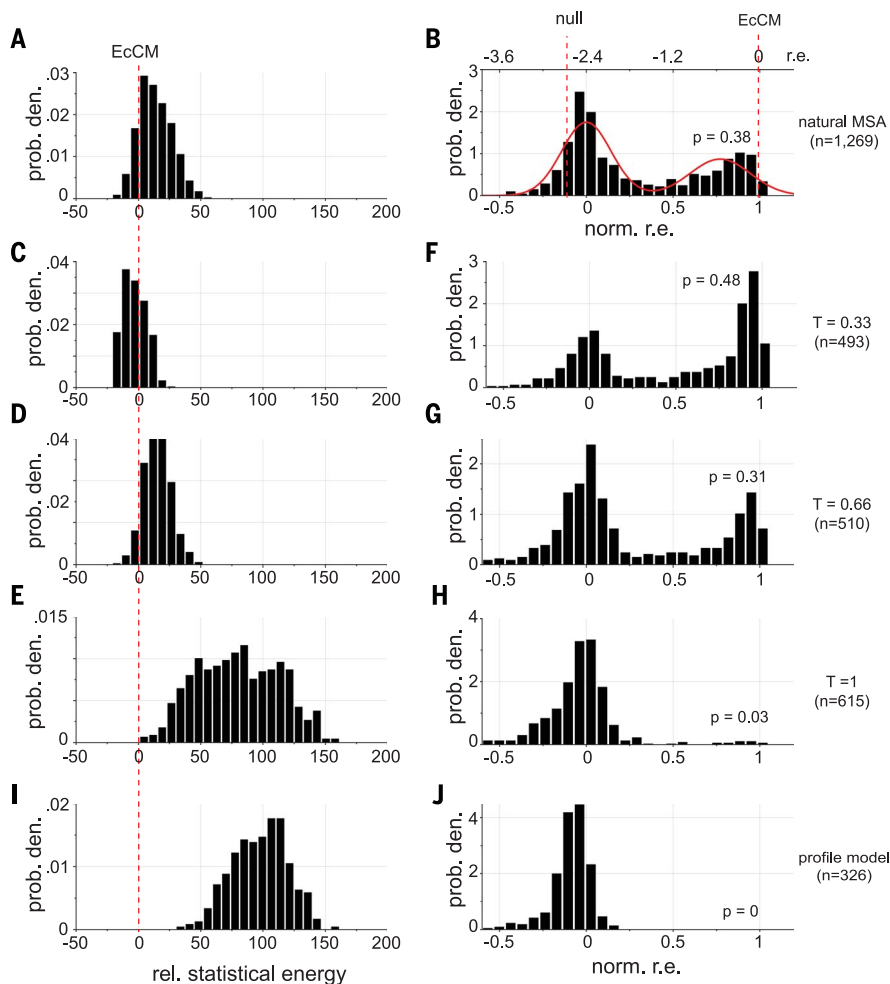 A
EcCM
prob. den.
.03
.02
.01
0
-50
0
50
100
150
200
B
null
EcCM
-3.6
-2.4
-1.2
0
r.e.
prob. den.
3
2
1
0
p = 0.38
-0.5
0
0.5
1
norm. r.e.
natural MSA
(n=1,269)
C
prob. den.
.04
.02
0
-50
0
50
100
150
200
F
prob. den.
3
2
1
0
p = 0.48
-0.5
0
0.5
1
T = 0.33
(n=493)
D
prob. den.
.04
.02
0
-50
0
50
100
150
200
G
prob. den.
2
1
0
p = 0.31
-0.5
0
0.5
1
T = 0.66
(n=510)
E
prob. den.
.015
0
-50
0
50
100
150
200
H
prob. den.
4
2
0
p = 0.03
-0.5
0
0.5
1
T =1
(n=615)
I
prob. den.
.02
.01
0
-50
0
50
100
150
200
rel. statistical energy
J
prob. den.
4
2
0
p = 0
-0.5
0
0.5
1
norm. r.e.
profile model
(n=326)